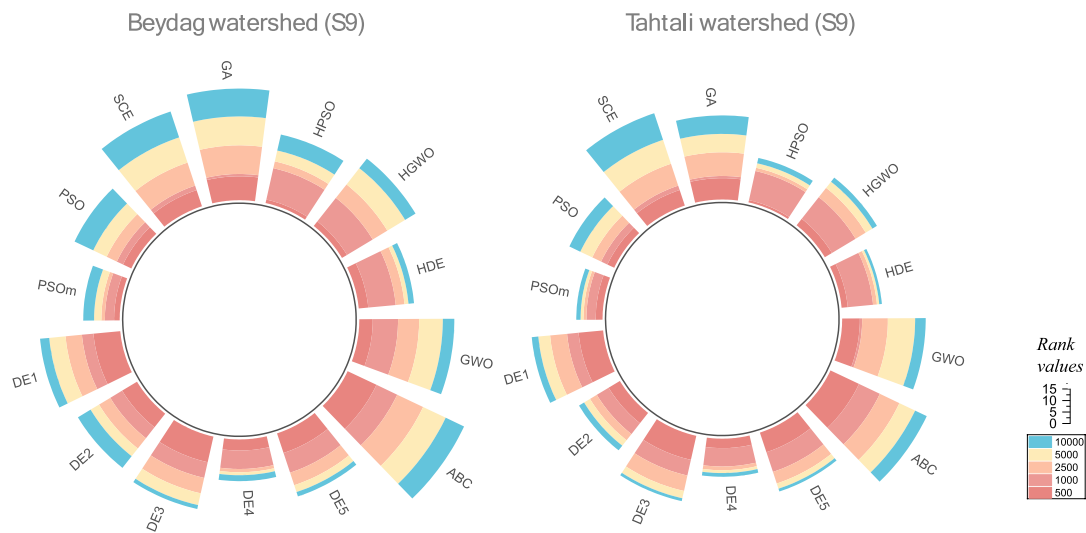 Beydag watershed (S9)
GA
SCE
HPSO
HGWO
PSO
HDE
PSOm
GWO
DE1
DE2
ABC
DE3
DE4
DE5
Tahtali watershed (S9)
GA
SCE
HPSO
HGWO
PSO
HDE
PSOm
GWO
DE1
DE2
ABC
DE3
DE4
DE5
Rank
values
15
10
5
0
10000
5000
2500
1000
500